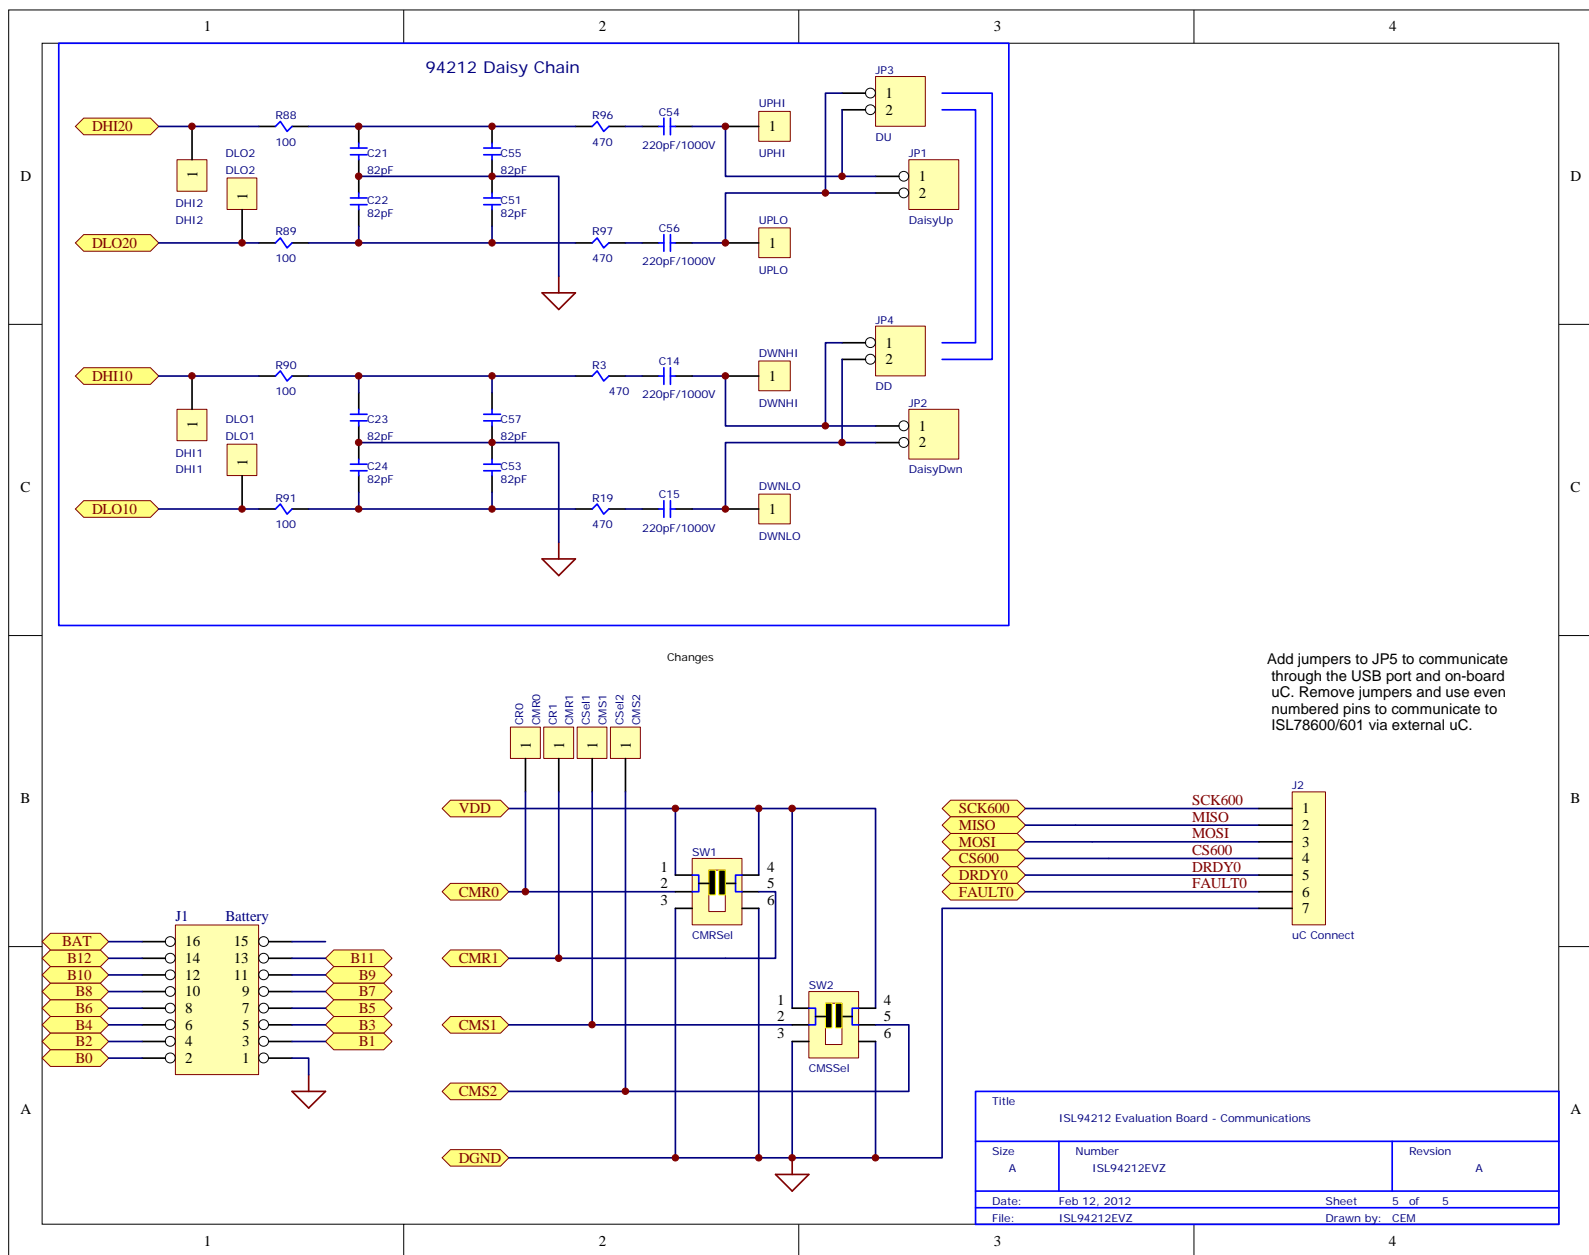 1 2 3 4
D D
C C
B B
A A
1 2 3 4
94212 Daisy Chain
DHI20
DLO20
R88
100
R89
100
1
DHI2
DHI2
DLO2
DLO2
1
C21
82pF
C22
82pF
C55
82pF
C51
82pF
R96
470
C54
220pF/1000V
R97
470
C56
220pF/1000V
UPHI
1
UPHI
UPLO
1
UPLO
JP3
1
2
DU
JP1
1
2
DaisyUp
DHI10
DLO10
R90
100
R91
100
1
DHI1
DHI1
DLO1
DLO1
1
C23
82pF
C24
82pF
C57
82pF
C53
82pF
R3
470
C14
220pF/1000V
R19
470
C15
220pF/1000V
DWNHI
1
DWNHI
DWNLO
1
DWNLO
JP4
1
2
DD
JP2
1
2
DaisyDwn
Changes
Add jumpers to JP5 to communicate
through the USB port and on-board
uC. Remove jumpers and use even
numbered pins to communicate to
ISL78600/601 via external uC.
CR0
CMR0
CR1
CMR1
CSel1
CMS1
CSel2
CMS2
1 1 1 1
VDD
CMR0
CMR1
CMS1
CMS2
DGND
SW1
1 4
2 5
3 6
CMRSel
SW2
1 4
2 5
3 6
CMSSel
J2
SCK600 SCK600 1
MISO MISO 2
MOSI MOSI 3
CS600 CS600 4
DRDY0 DRDY0 5
FAULT0 FAULT0 6
7
uC Connect
J1 Battery
BAT 16 15
B12 14 13 B11
B10 12 11 B9
B8 10 9 B7
B6 8 7 B5
B4 6 5 B3
B2 4 3 B1
B0 2 1
Title
ISL94212 Evaluation Board - Communications
Size Number Revsion
A ISL94212EVZ A
Date: Feb 12, 2012 Sheet 5 of 5
File: ISL94212EVZ Drawn by: CEM